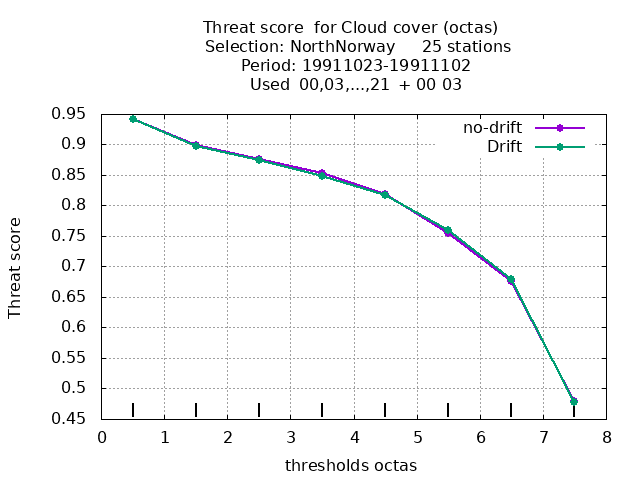 Threat score  for Cloud cover (octas)
Selection: NorthNorway     25 stations
Period: 19911023-19911102
Used  00,03,...,21  + 00 03
no-drift
Drift
Threat score
0.95
0.9
0.85
0.8
0.75
0.7
0.65
0.6
0.55
0.5
0.45
0 1 2 3 4 5 6 7 8
thresholds octas